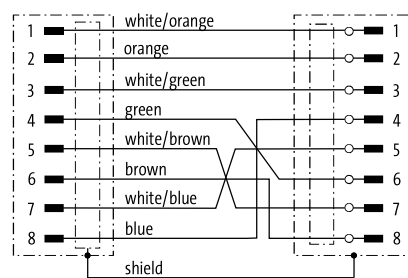 1 white/orange 1
2 orange 2
3 white/green 3
4 green 4
5 white/brown 5
6 brown 6
7 white/blue 7
8 blue 8
shield